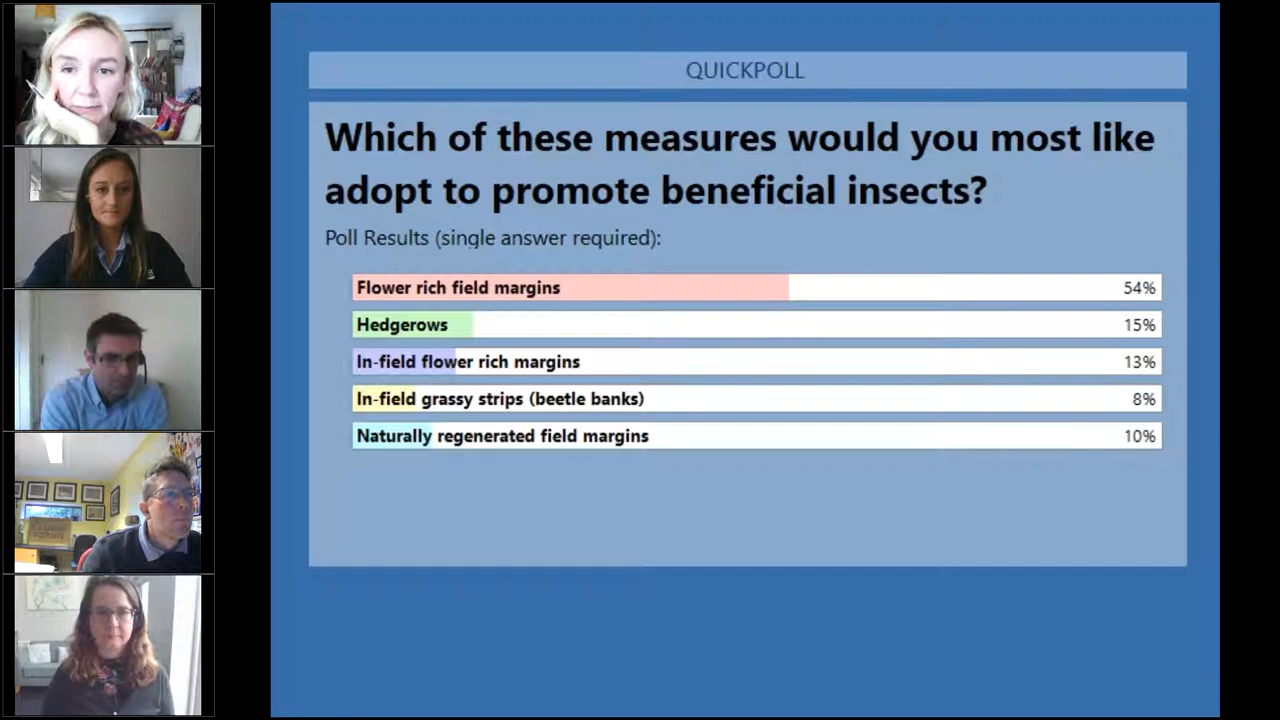 QUICKPOLL
Which of these measures would you most like
adopt to promote beneficial insects?
Poll Results (single answer required):
Flower rich field margins 54%
Hedgerows 15%
In-field flower rich margins 13%
In-field grassy strips (beetle banks) 8%
Naturally regenerated field margins 10%